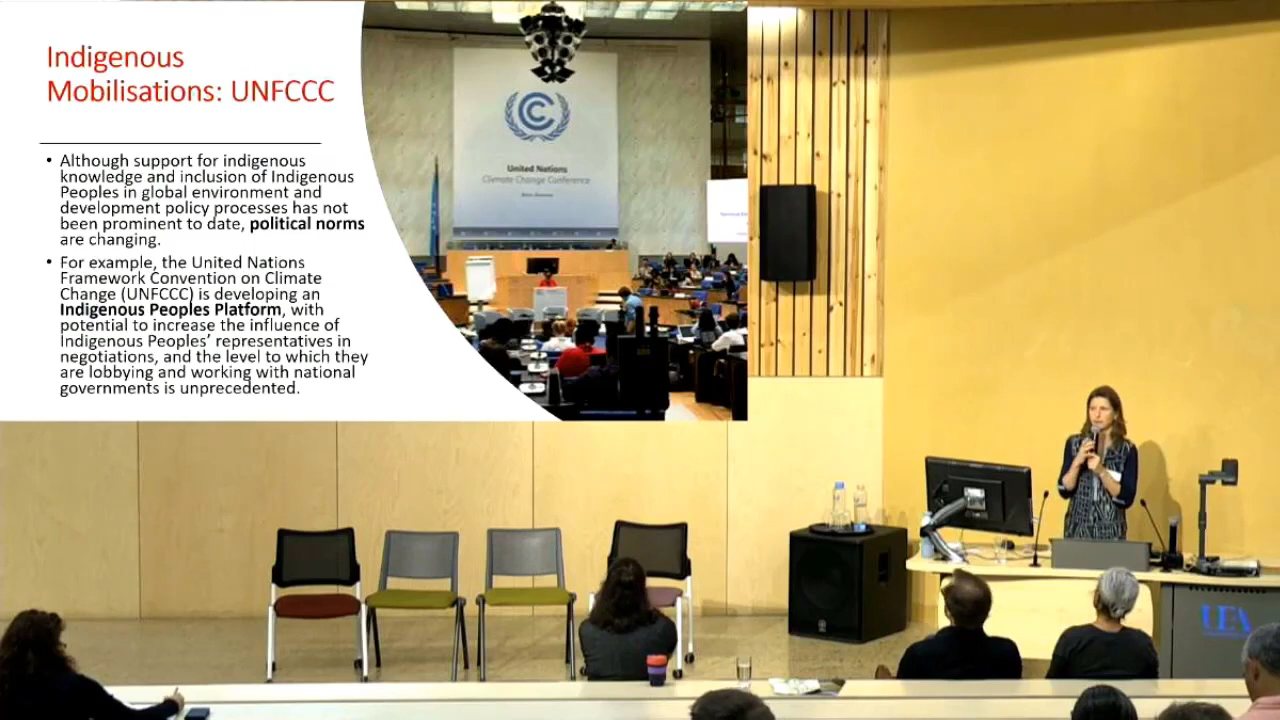 Indigenous
Mobilisations: UNFCCC
• Although support for indigenous
knowledge and inclusion of Indigenous
Peoples in global environment and
development policy processes has not
been prominent to date, political norms
are changing.
• For example, the United Nations
Framework Convention on Climate
Change (UNFCCC) is developing an
Indigenous Peoples Platform, with
potential to increase the influence of
Indigenous Peoples’ representatives in
negotiations, and the level to which they
are lobbying and working with national
governments is unprecedented.
United Nations
Climate Change Conference
UEA